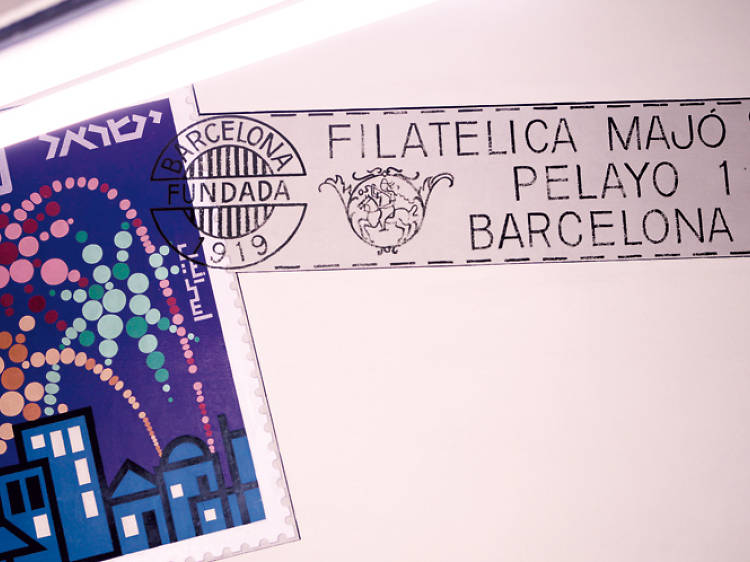 ישראל
BARCELONA
FUNDADA
1919
FILATELICA MAJÓ
PELAYO 1
BARCELONA